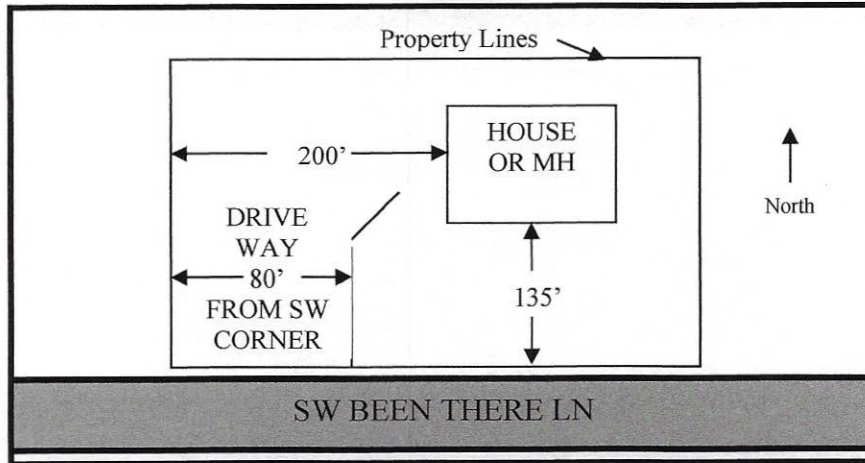 Property Lines
HOUSE
OR MH
200’
North
DRIVE
WAY
80’
FROM SW
CORNER
135’
SW BEEN THERE LN